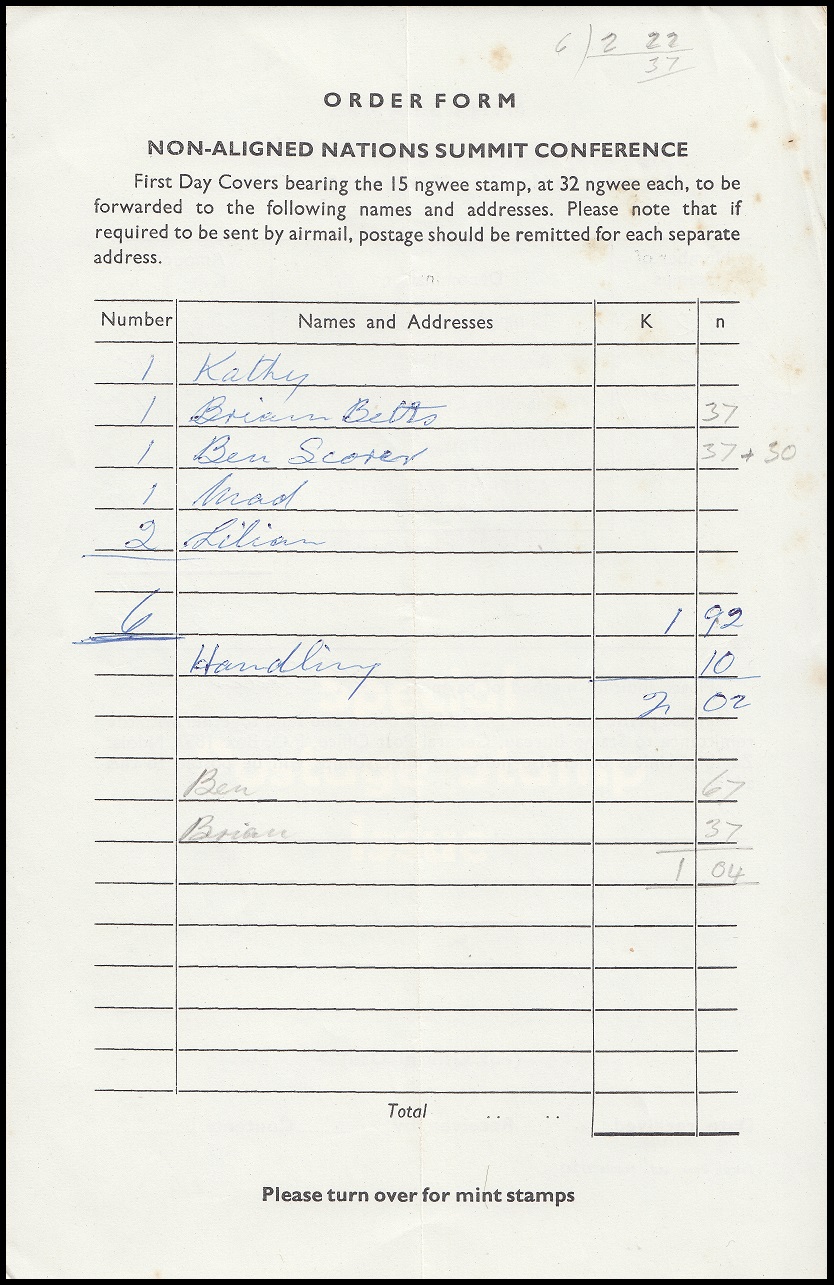 6 ) 2 22
37
ORDER FORM
NON-ALIGNED NATIONS SUMMIT CONFERENCE
First Day Covers bearing the 15 ngwee stamp, at 32 ngwee each, to be
forwarded to the following names and addresses. Please note that if
required to be sent by airmail, postage should be remitted for each separate
address.
Number Names and Addresses K n
1 Kathy
1 Briam Betts 37
1 Ben Scorer 37 + 30
1
2 Lilian
6 1 92
Handling 10
2 02
Ben 67
Brian 37
1 04
Total .. ..
Please turn over for mint stamps